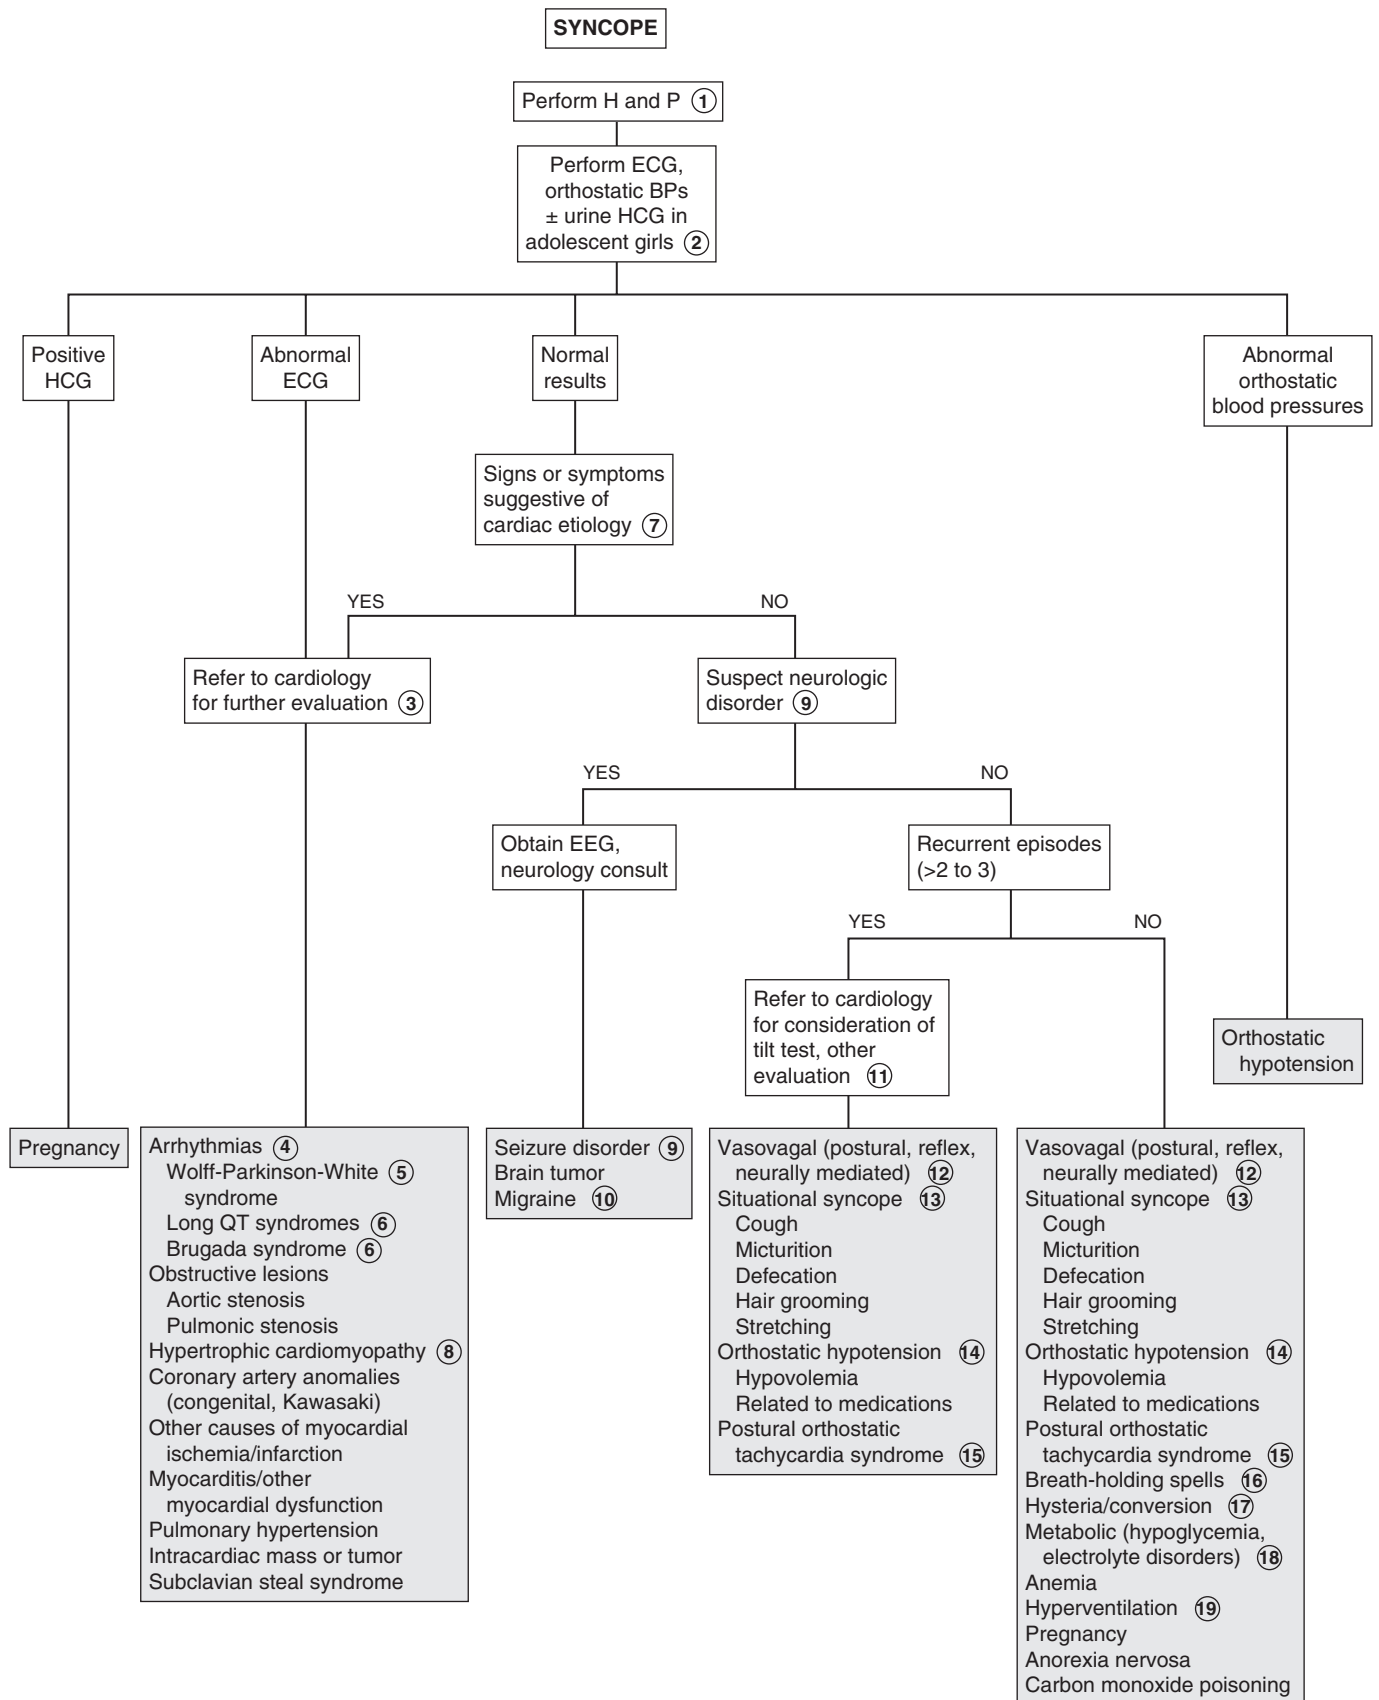 SYNCOPE
Perform H and P 1
Perform ECG,
orthostatic BPs
± urine HCG in
adolescent girls 2
Positive
HCG
Abnormal
ECG
Normal
results
Abnormal
orthostatic
blood pressures
Signs or symptoms
suggestive of
cardiac etiology 7
YES
NO
Refer to cardiology
for further evaluation 3
Suspect neurologic
disorder 9
YES
NO
Obtain EEG,
neurology consult
Recurrent episodes
(>2 to 3)
YES
NO
Refer to cardiology
for consideration of
tilt test, other
evaluation 11
Orthostatic
hypotension
Pregnancy
Arrhythmias 4
Wolff-Parkinson-White 5
syndrome
Long QT syndromes 6
Brugada syndrome 6
Obstructive lesions
Aortic stenosis
Pulmonic stenosis
Hypertrophic cardiomyopathy 8
Coronary artery anomalies
(congenital, Kawasaki)
Other causes of myocardial
ischemia/infarction
Myocarditis/other
myocardial dysfunction
Pulmonary hypertension
Intracardiac mass or tumor
Subclavian steal syndrome
Seizure disorder 9
Brain tumor
Migraine 10
Vasovagal (postural, reflex,
neurally mediated) 12
Situational syncope 13
Cough
Micturition
Defecation
Hair grooming
Stretching
Orthostatic hypotension 14
Hypovolemia
Related to medications
Postural orthostatic
tachycardia syndrome 15
Vasovagal (postural, reflex,
neurally mediated) 12
Situational syncope 13
Cough
Micturition
Defecation
Hair grooming
Stretching
Orthostatic hypotension 14
Hypovolemia
Related to medications
Postural orthostatic
tachycardia syndrome 15
Breath-holding spells 16
Hysteria/conversion 17
Metabolic (hypoglycemia,
electrolyte disorders) 18
Anemia
Hyperventilation 19
Pregnancy
Anorexia nervosa
Carbon monoxide poisoning